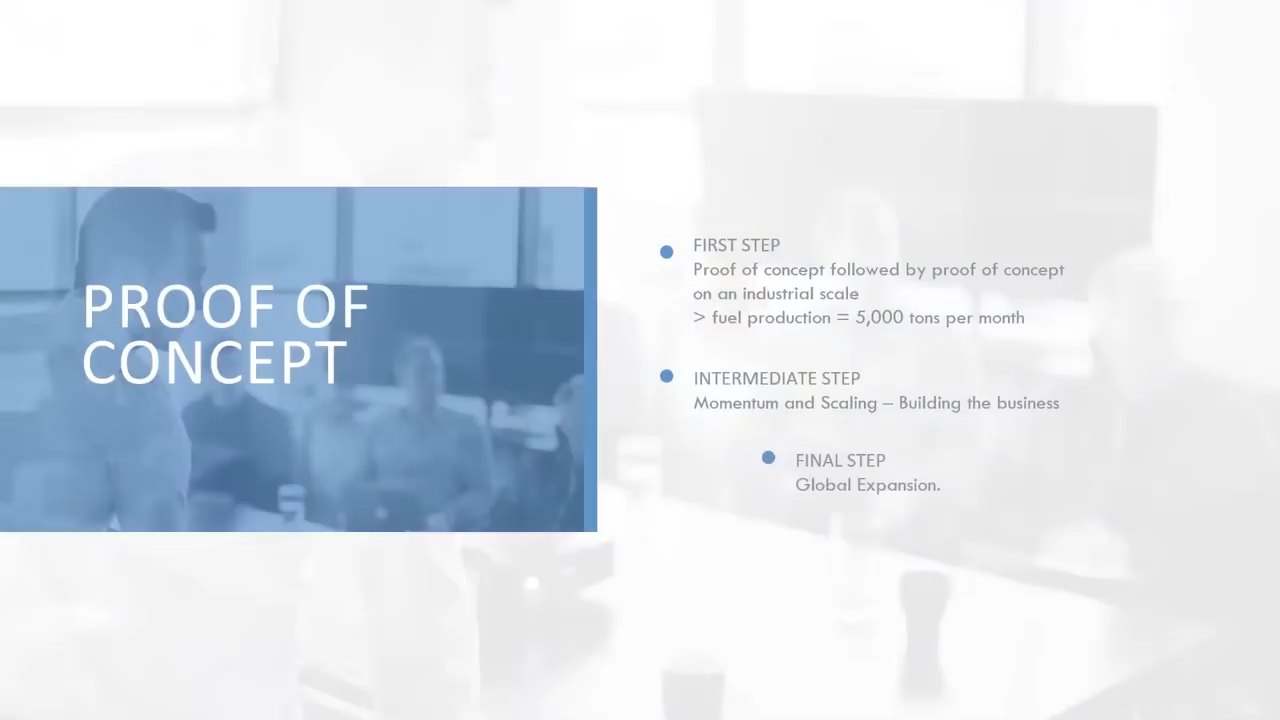 PROOF OF
CONCEPT
FIRST STEP
Proof of concept followed by proof of concept
on an industrial scale
> fuel production = 5,000 tons per month
INTERMEDIATE STEP
Momentum and Scaling – Building the business
FINAL STEP
Global Expansion.